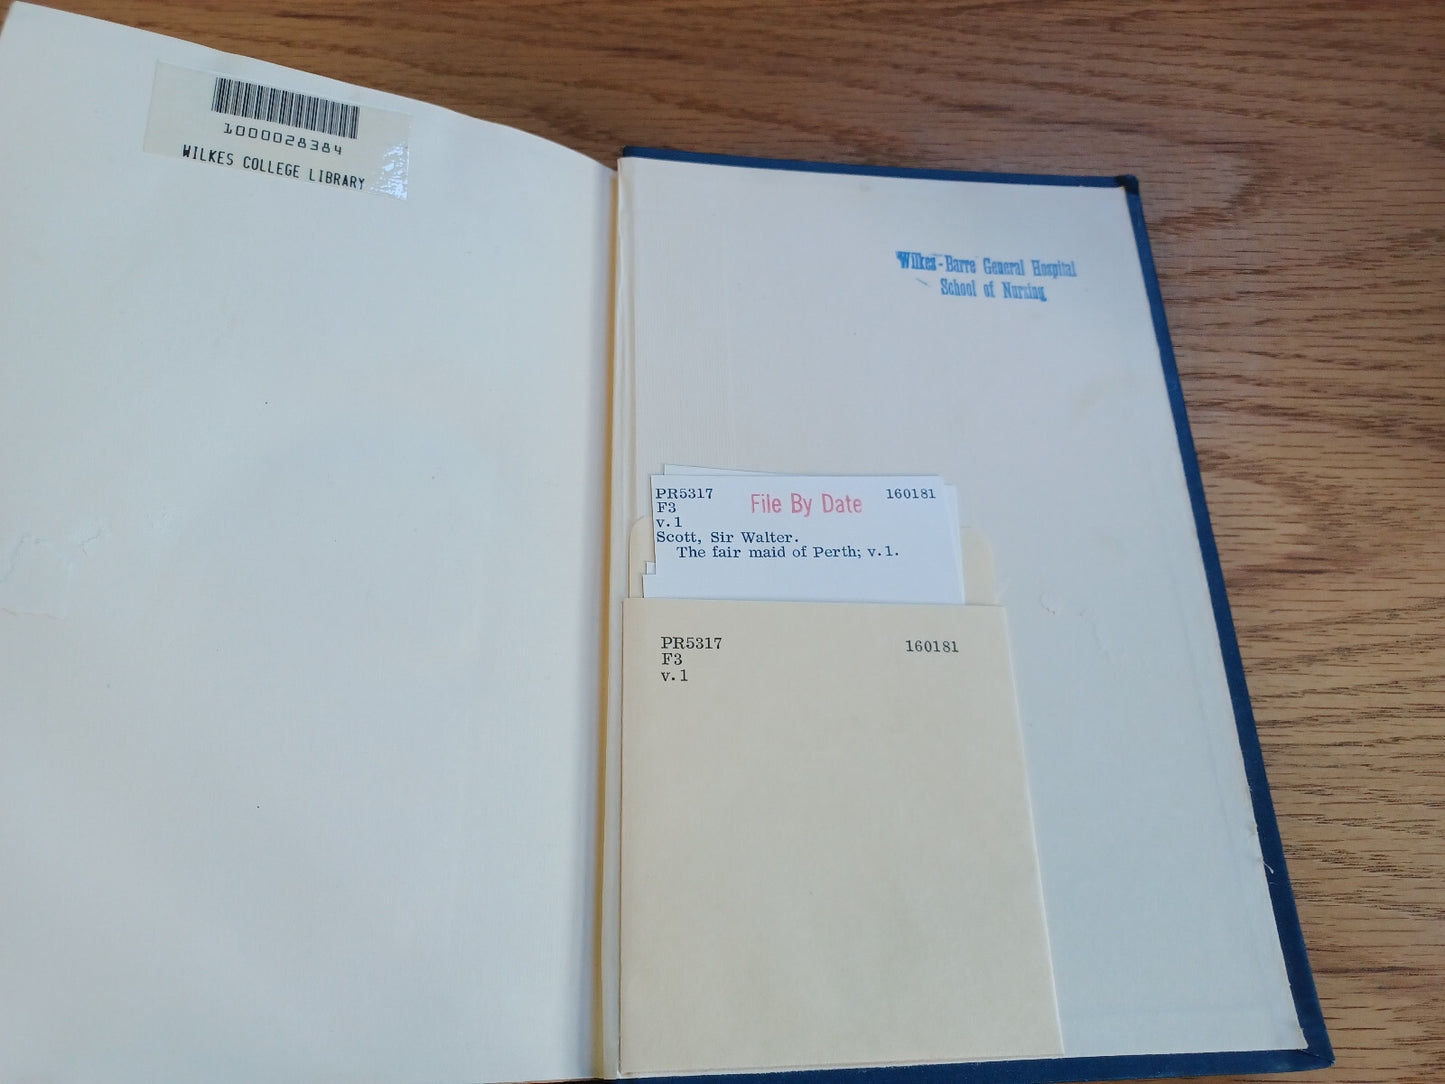 1000028384
WILKES COLLEGE LIBRARY
Wilkes-Barre General Hospital
School of Nursing
PR5317 File By Date 160181
F3
v.1
Scott, Sir Walter.
The fair maid of Perth; v.1.
PR5317 160181
F3
v.1